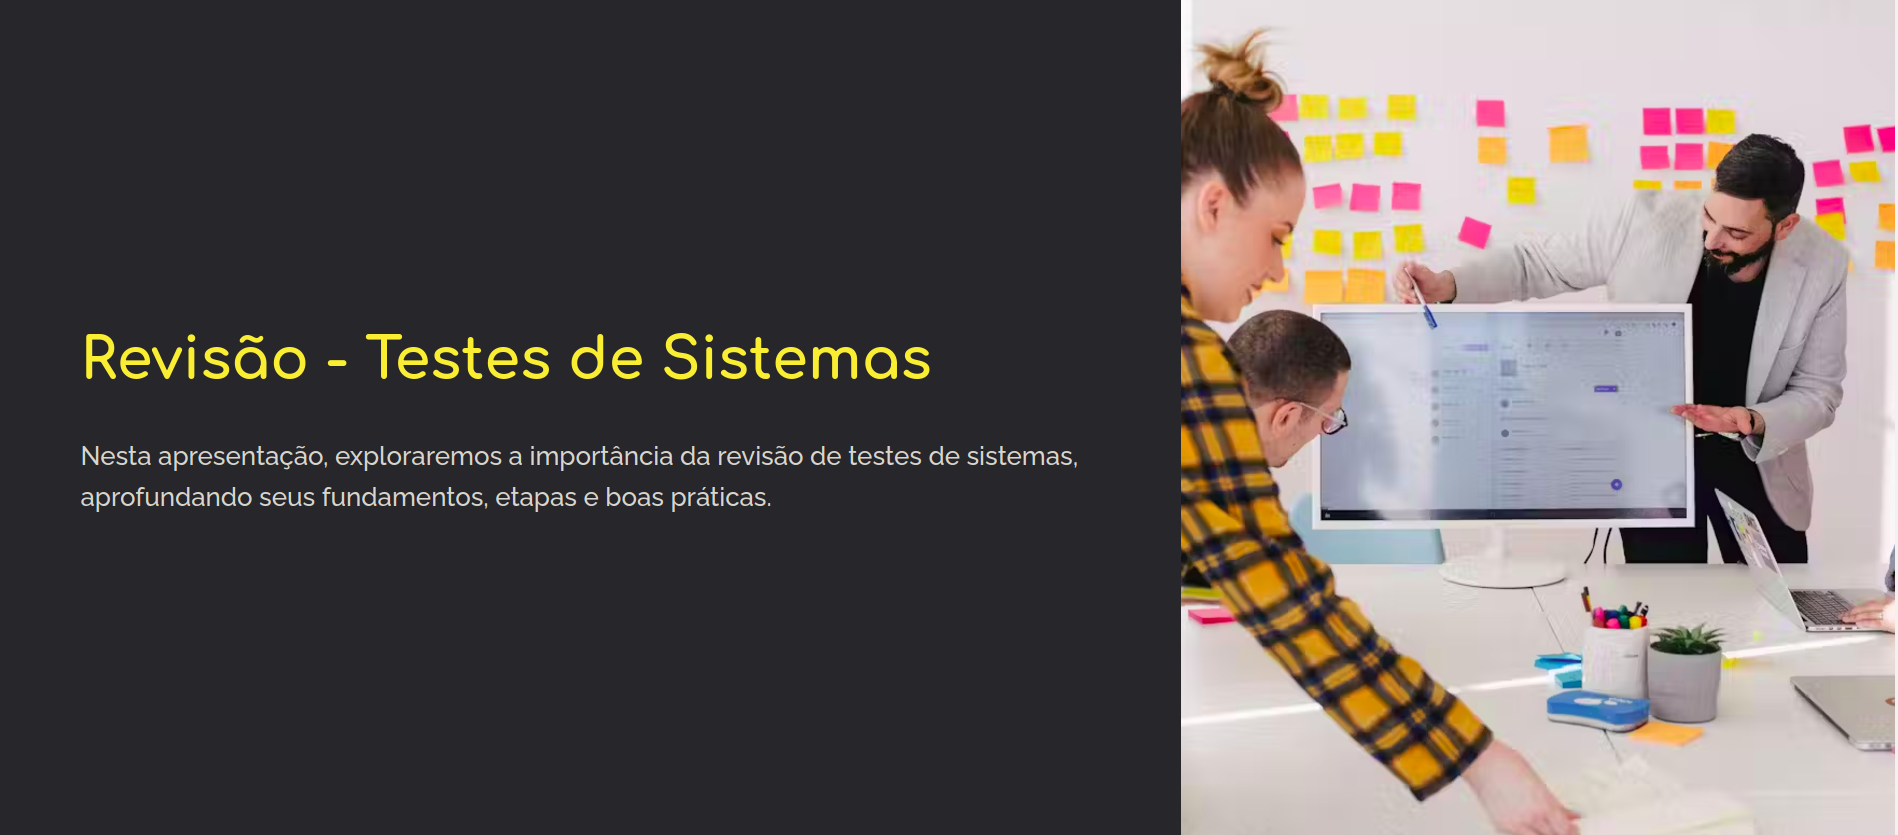 Revisão - Testes de Sistemas
Nesta apresentação, exploraremos a importância da revisão de testes de sistemas,
aprofundando seus fundamentos, etapas e boas práticas.